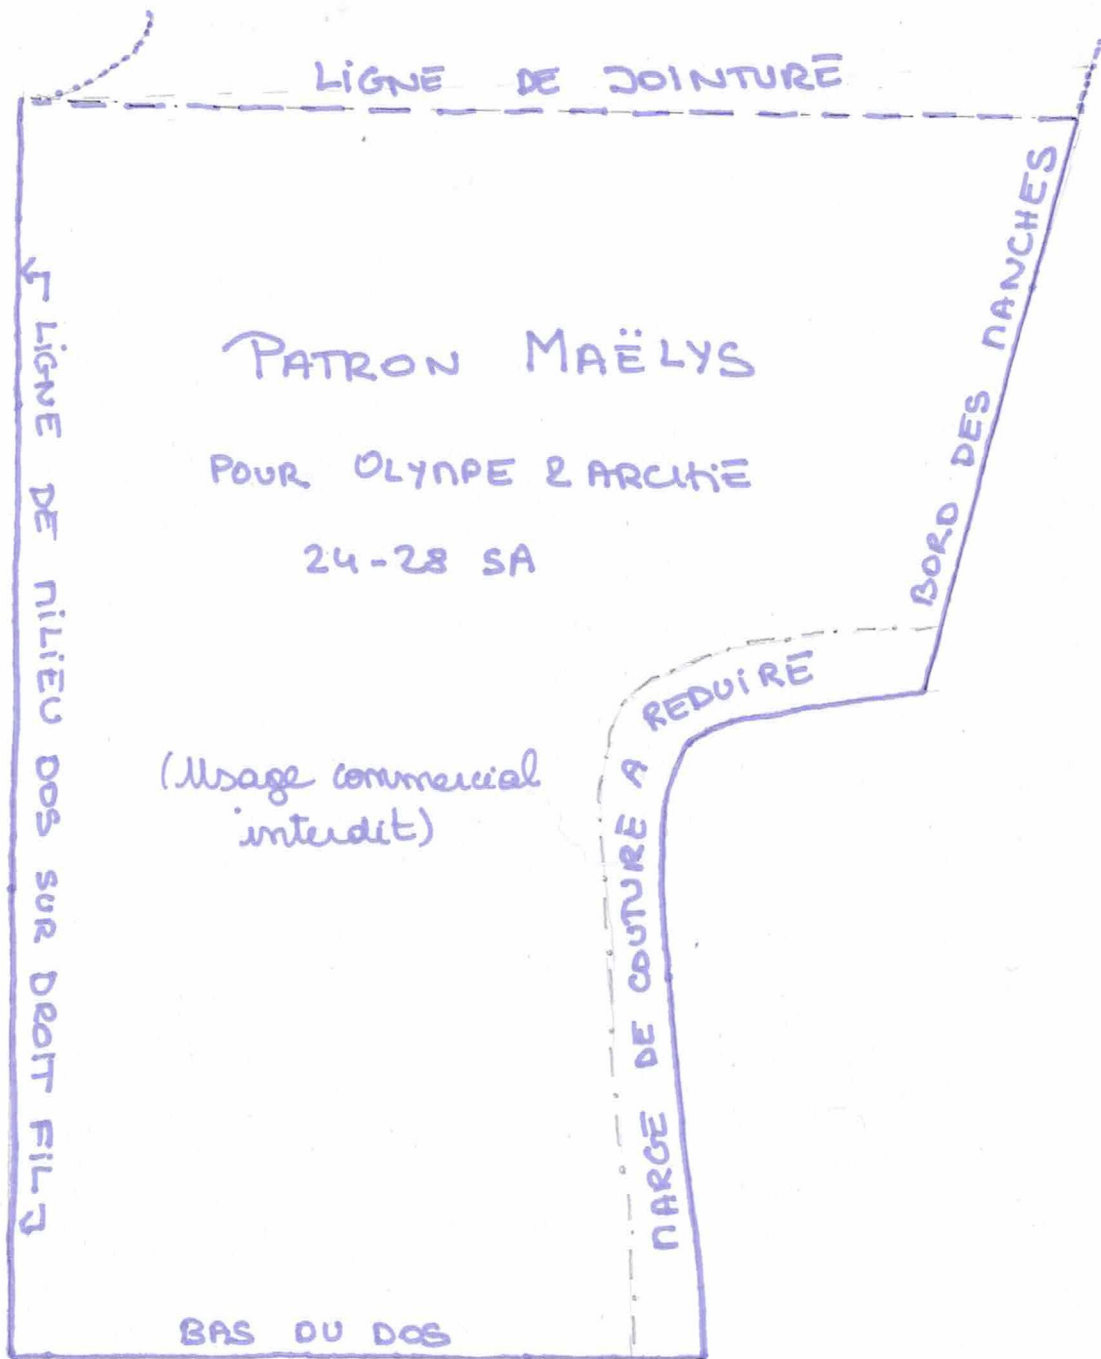 LIGNE DE JOINTURE
BORD DES MANCHES
LIGNE DE MILIEU DOS SUR DROIT FIL
PATRON MAËLYS
POUR OLYMPE & ARCHIE
24-28 SA
(Usage commercial
interdit)
MARGE DE COUTURE A REDUIRE
BAS DU DOS